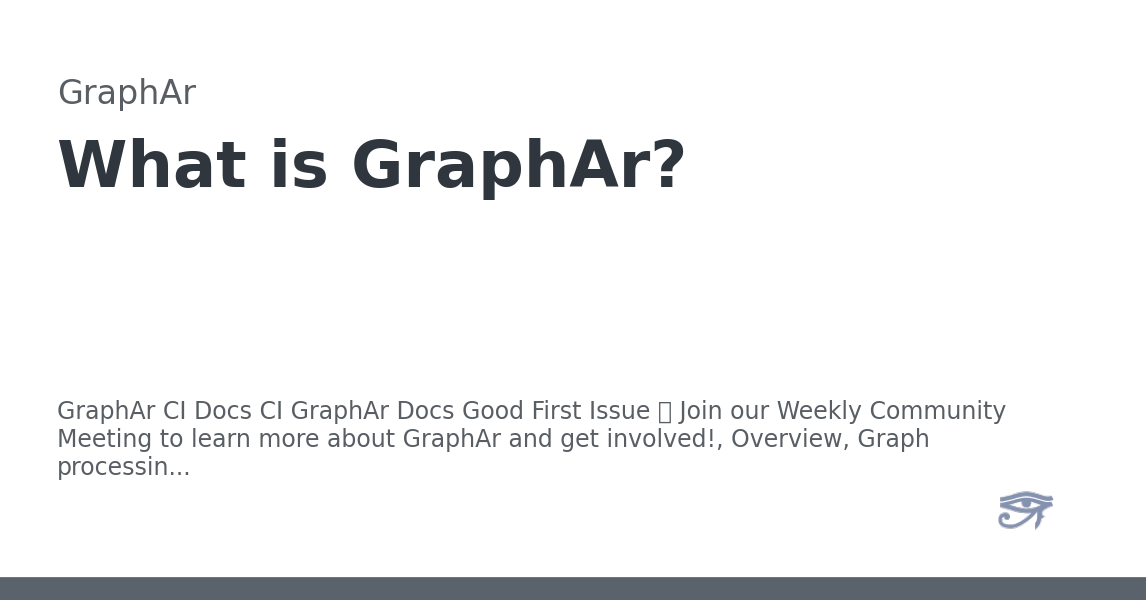 GraphAr
What is GraphAr?
GraphAr CI Docs CI GraphAr Docs Good First Issue Join our Weekly Community
Meeting to learn more about GraphAr and get involved!, Overview, Graph
processin...